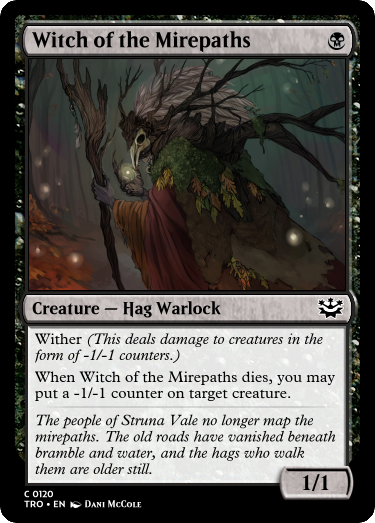 Witch of the Mirepaths
Creature — Hag Warlock
Wither (This deals damage to creatures in the
form of -1/-1 counters.)
When Witch of the Mirepaths dies, you may
put a -1/-1 counter on target creature.
The people of Struna Vale no longer map the
mirepaths. The old roads have vanished beneath
bramble and water, and the hags who walk
them are older still.
1/1
C 0120
TRO • EN Dani McCole